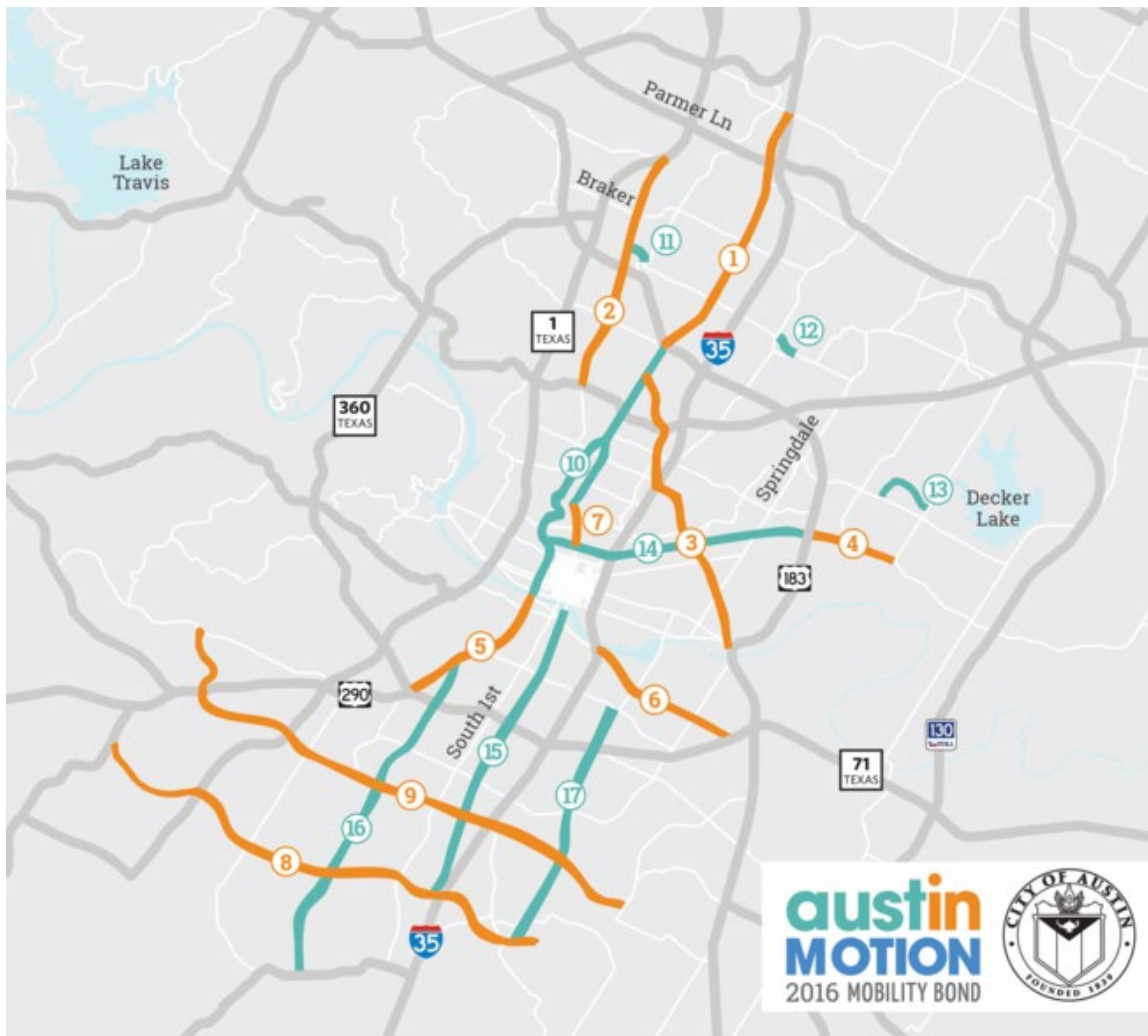 Parmer Ln
Lake
Travis
Braker
11
1
2
1
TEXAS
35
12
360
TEXAS
Springdale
10
13
Decker
Lake
7
3
14
4
183
5
290
6
South 1st
130
TOLL
15
71
TEXAS
9
17
16
8
35
austin
MOTION
2016 MOBILITY BOND
CITY OF AUSTIN
FOUNDED 1839